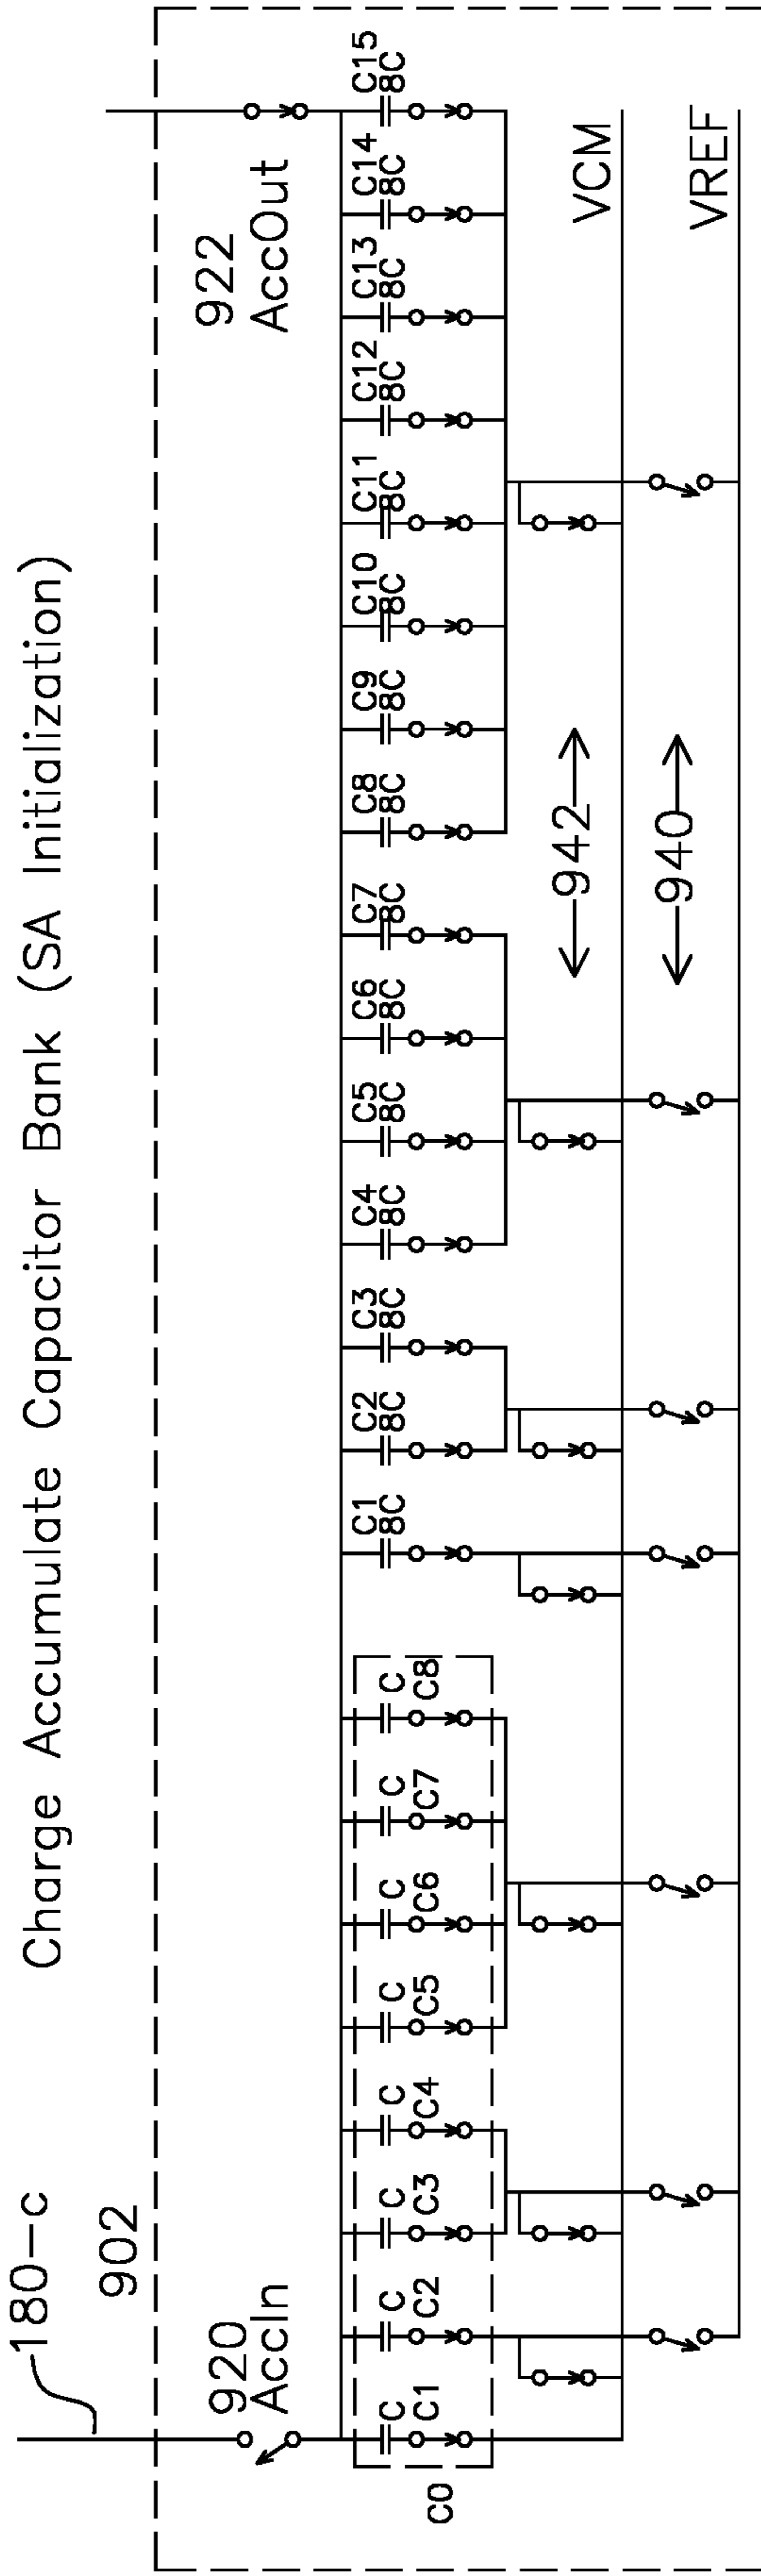 Charge Accumulate Capacitor Bank (SA Initialization)
180-c
902
920
AccIn
922
AccOut
C0
C C C C C C C C
C1 C2 C3 C4 C5 C6 C7 C8
C1 C2 C3 C4 C5 C6 C7 C8 C9 C10 C11 C12 C13 C14 C15
8C 8C 8C 8C 8C 8C 8C 8C 8C 8C 8C 8C 8C 8C 8C
942
VCM
940
VREF